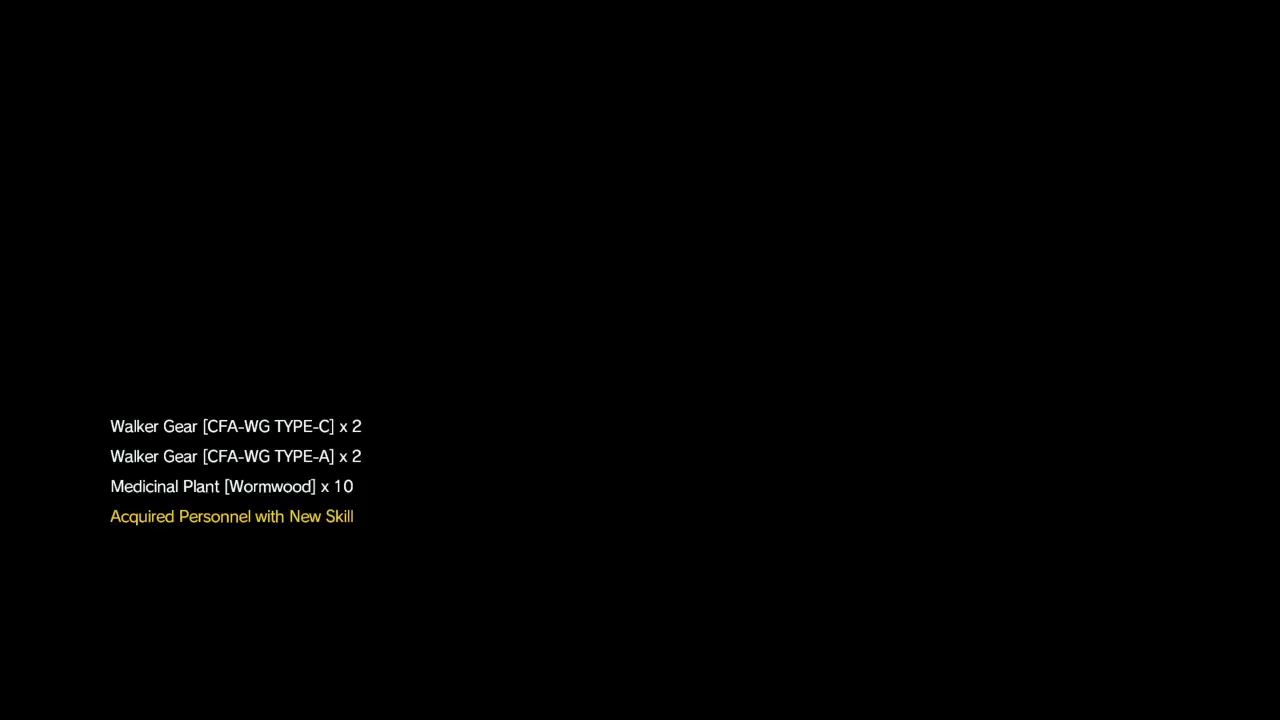 Walker Gear [CFA-WG TYPE-C] x 2
Walker Gear [CFA-WG TYPE-A] x 2
Medicinal Plant [Wormwood] x 10
Acquired Personnel with New Skill